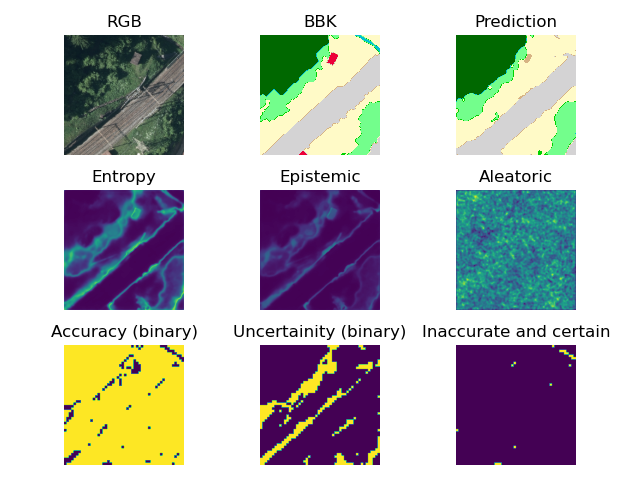 RGB
BBK
Prediction
Entropy
Epistemic
Aleatoric
Accuracy (binary)
Uncertainity (binary)
Inaccurate and certain